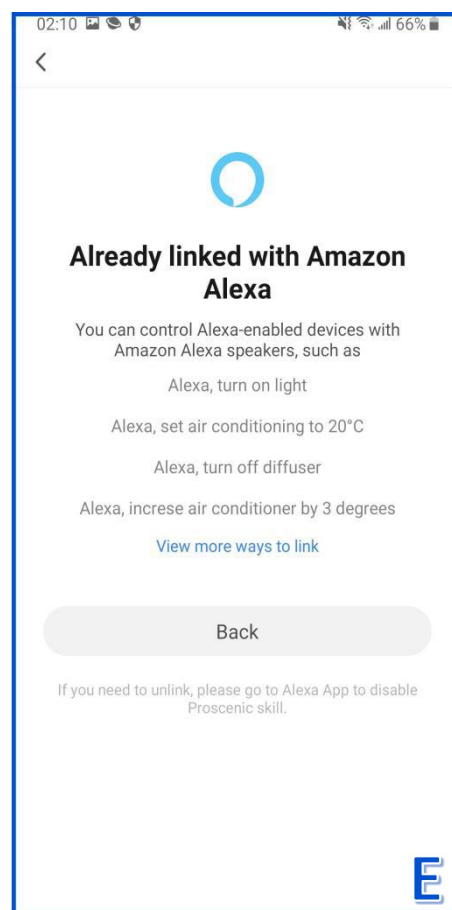 02:10 66%
Already linked with Amazon
Alexa
You can control Alexa-enabled devices with
Amazon Alexa speakers, such as
Alexa, turn on light
Alexa, set air conditioning to 20°C
Alexa, turn off diffuser
Alexa, increse air conditioner by 3 degrees
View more ways to link
Back
If you need to unlink, please go to Alexa App to disable
Proscenic skill.
E